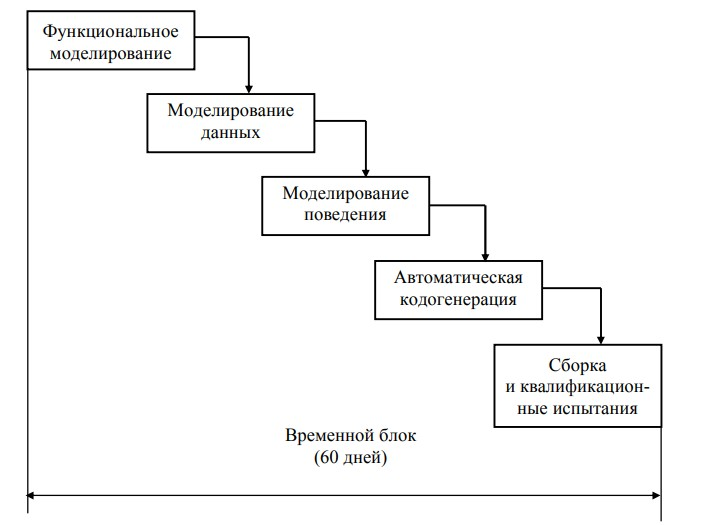 Функциональное
моделирование
Моделирование
данных
Моделирование
поведения
Автоматическая
кодогенерация
Сборка
и квалификацион-
ные испытания
Временной блок
(60 дней)